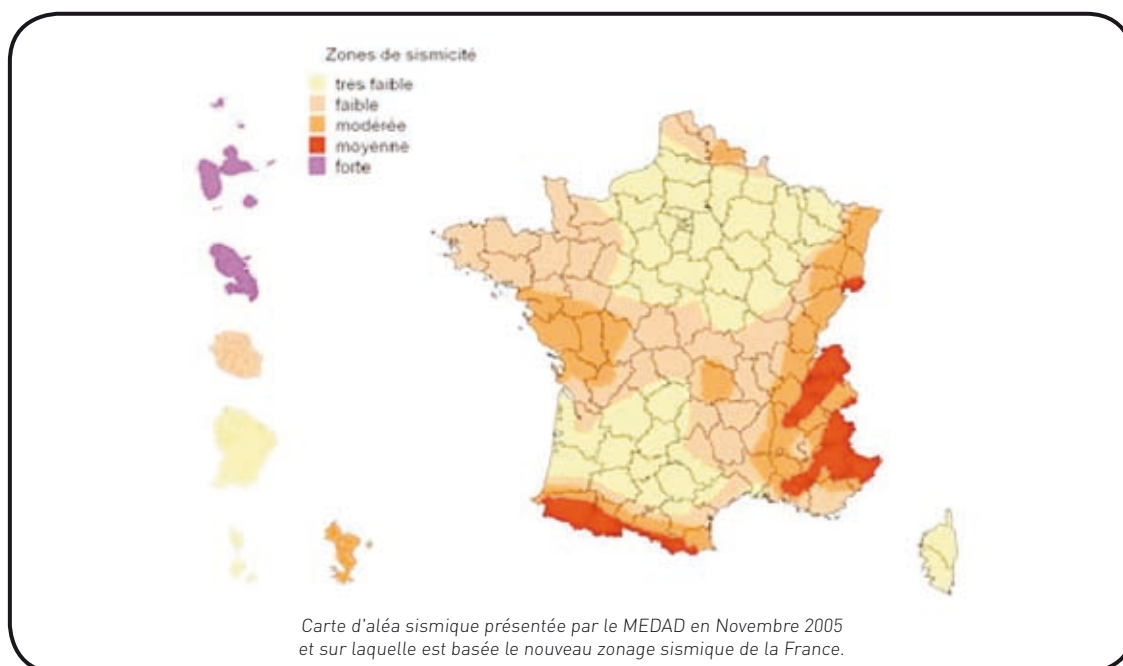 Zones de sismicité
très faible
faible
modérée
moyenne
forte
Carte d'aléa sismique présentée par le MEDAD en Novembre 2005
et sur laquelle est basée le nouveau zonage sismique de la France.